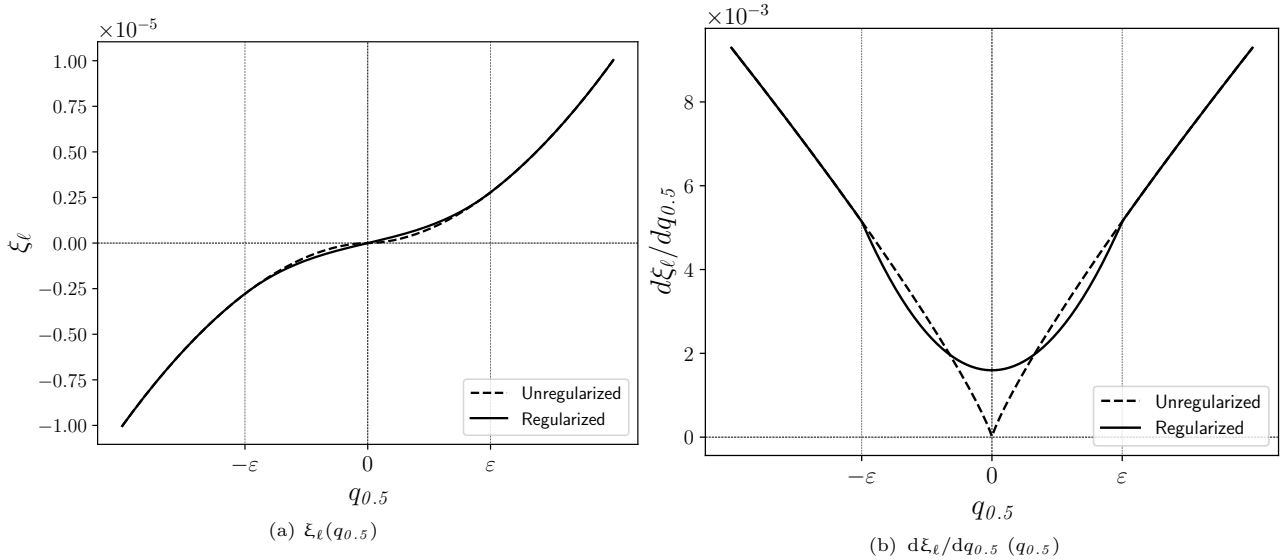 ×10⁻⁵
1.00
0.75
0.50
0.25
0.00
−0.25
−0.50
−0.75
−1.00
ξℓ
−ε 0 ε
q0.5
Unregularized
Regularized
(a) ξℓ(q0.5)
×10⁻³
8
6
4
2
0
dξℓ/dq0.5
−ε 0 ε
q0.5
Unregularized
Regularized
(b) dξℓ/dq0.5 (q0.5)